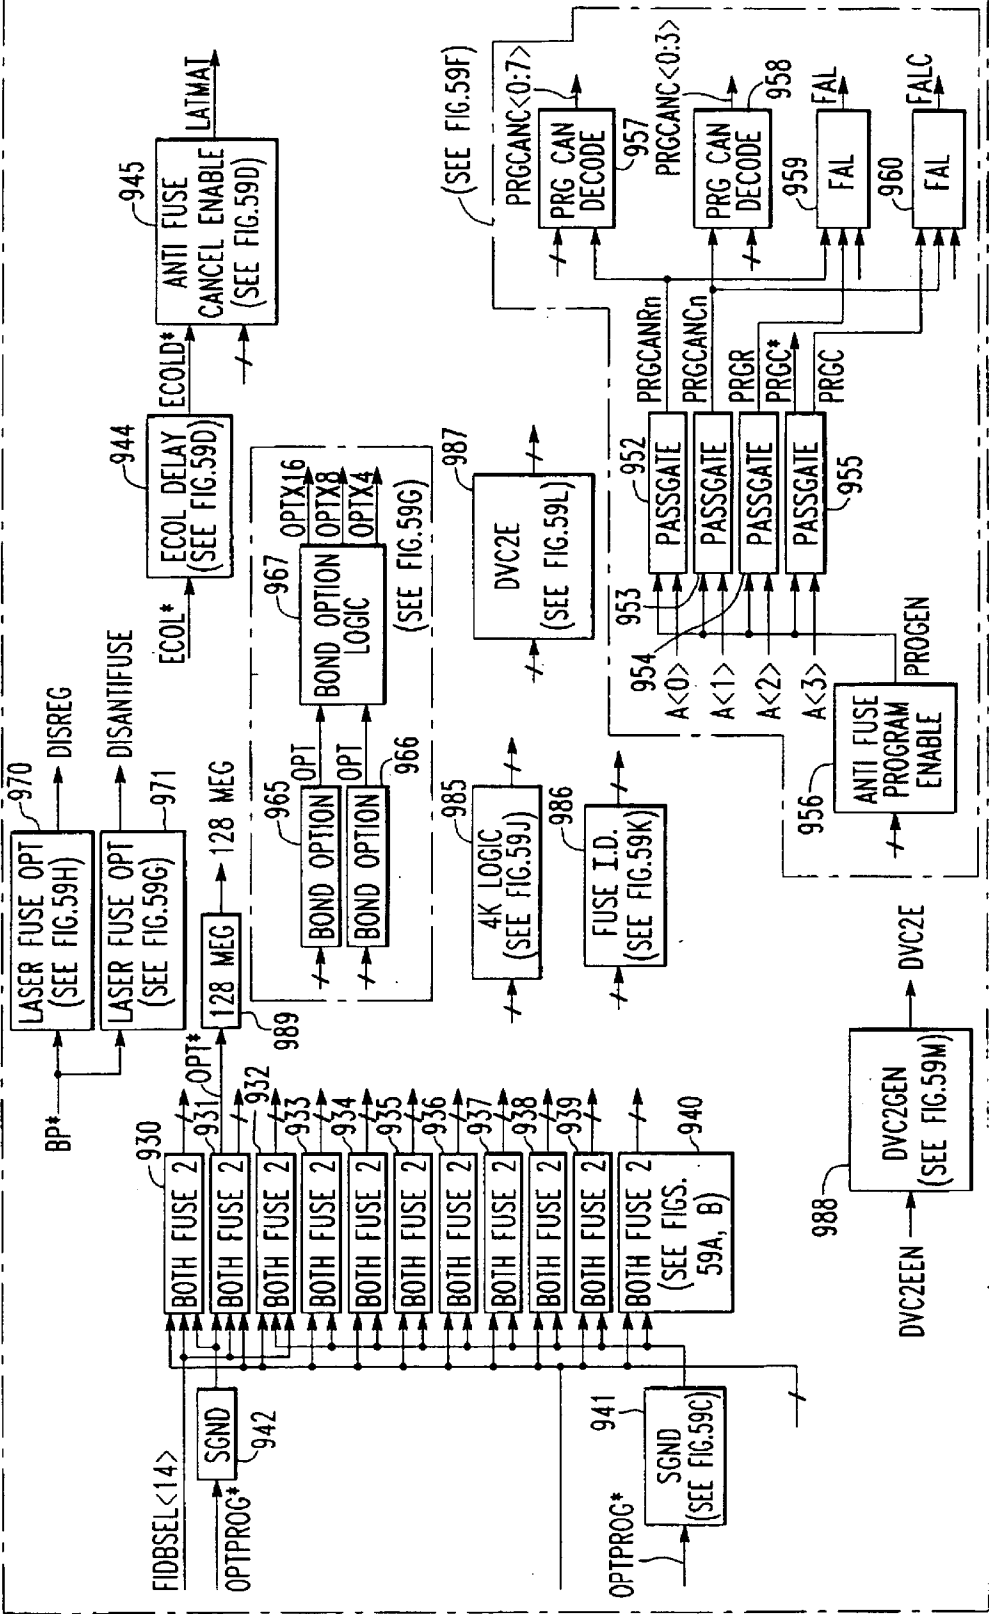 FIDBSEL<14>
OPTPROG*
SGND
942
OPTPROG*
SGND
(SEE FIG.59C)
941
BP*
930
BOTH FUSE 2
931
OPT*
BOTH FUSE 2
932
BOTH FUSE 2
933
BOTH FUSE 2
934
BOTH FUSE 2
935
BOTH FUSE 2
936
BOTH FUSE 2
937
BOTH FUSE 2
938
BOTH FUSE 2
939
BOTH FUSE 2
940
BOTH FUSE 2
(SEE FIGS.
59A, B)
970
LASER FUSE OPT
(SEE FIG.59H)
DISREG
971
LASER FUSE OPT
(SEE FIG.59G)
DISANTIFUSE
128 MEG
989
128 MEG
ECOL*
944
ECOL DELAY
(SEE FIG.59D)
ECOLD*
945
ANTI FUSE
CANCEL ENABLE
(SEE FIG.59D)
LATMAT
965
BOND OPTION
OPT
BOND OPTION
OPT
966
967
BOND OPTION
LOGIC
OPTX16
OPTX8
OPTX4
(SEE FIG.59G)
985
4K LOGIC
(SEE FIG.59J)
986
FUSE I.D.
(SEE FIG.59K)
987
DVC2E
(SEE FIG.59L)
DVC2EEN
988
DVC2GEN
(SEE FIG.59M)
DVC2E
956
ANTI FUSE
PROGRAM
ENABLE
PROGEN
A<0>
A<1>
A<2>
A<3>
952
PASSGATE
953
PASSGATE
954
PASSGATE
955
PASSGATE
PRGCANRn
PRGCANCn
PRGR
PRGC*
PRGC
(SEE FIG.59F)
PRGCANC<0:7>
PRG CAN
DECODE
957
PRGCANC<0:3>
PRG CAN
DECODE
958
959
FAL
FAL
960
FAL
FALC